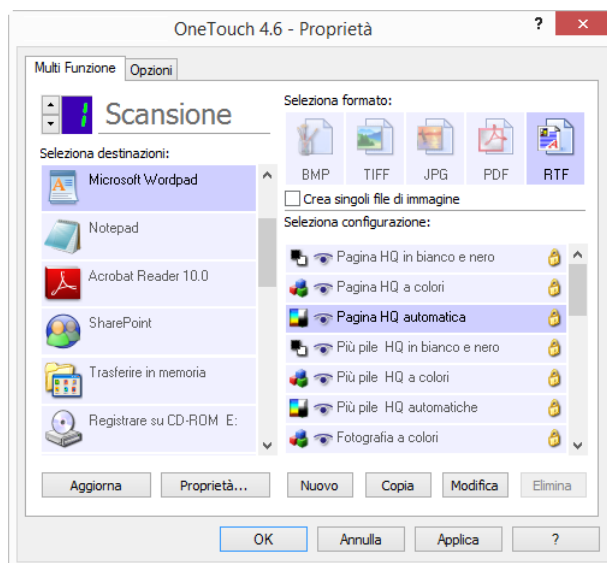 OneTouch 4.6 - Proprietà
?
×
Multi Funzione
Opzioni
1
Scansione
Seleziona destinazioni:
Microsoft Wordpad
Notepad
Acrobat Reader 10.0
SharePoint
Trasferire in memoria
Registrare su CD-ROM E:
Aggiorna
Proprietà...
Seleziona formato:
BMP
TIFF
JPG
PDF
RTF
Crea singoli file di immagine
Seleziona configurazione:
Pagina HQ in bianco e nero
Pagina HQ a colori
Pagina HQ automatica
Più pile HQ in bianco e nero
Più pile HQ a colori
Più pile HQ automatiche
Fotografia a colori
Nuovo
Copia
Modifica
Elimina
OK
Annulla
Applica
?